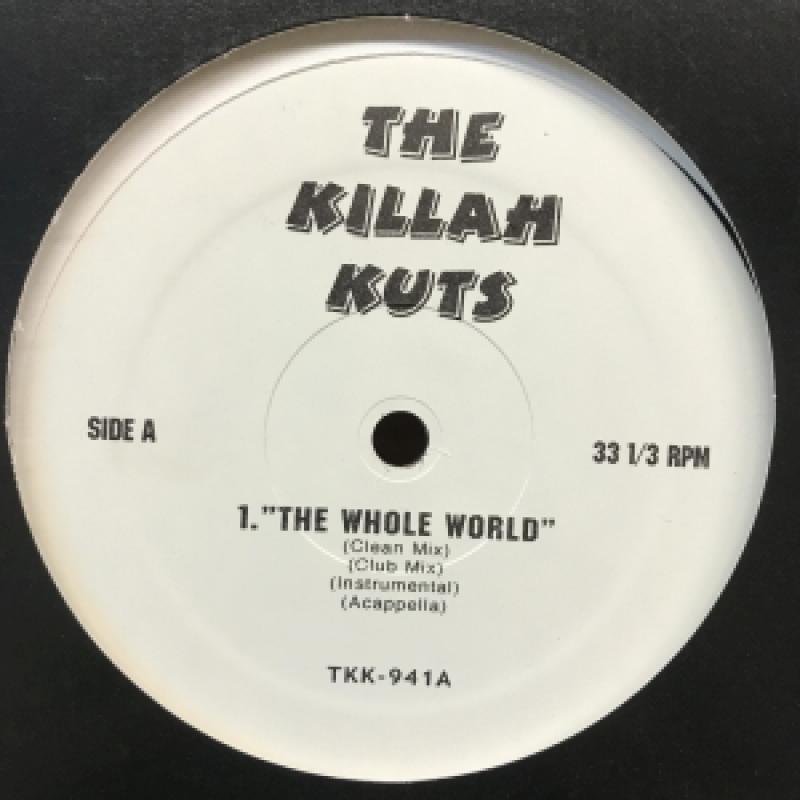 THE
KILLAH
KUTS
SIDE A
33 1/3 RPM
1."THE WHOLE WORLD"
(Clean Mix)
(Club Mix)
(Instrumental)
(Acappella)
TKK-941A